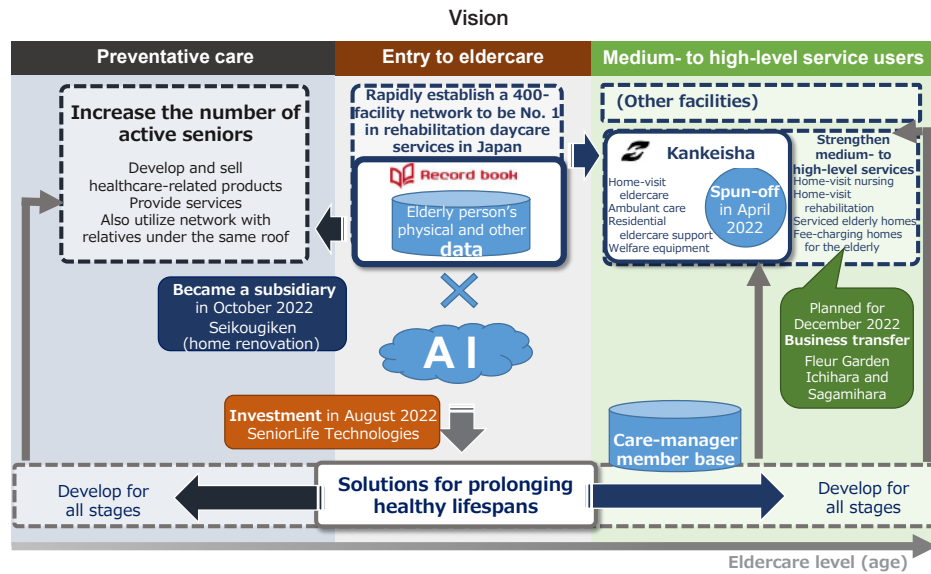 Vision
Preventative care
Entry to eldercare
Medium- to high-level service users
Increase the number of
active seniors
Develop and sell
healthcare-related products
Provide services
Also utilize network with
relatives under the same roof
Rapidly establish a 400-
facility network to be No. 1
in rehabilitation daycare
services in Japan
Record book
Elderly person's
physical and other
data
(Other facilities)
Kankeisha
Home-visit
eldercare
Ambulant care
Residential
eldercare support
Welfare equipment
Spun-off
in April
2022
Strengthen
medium- to
high-level services
Home-visit nursing
Home-visit
rehabilitation
Serviced elderly homes
Fee-charging homes
for the elderly
Became a subsidiary
in October 2022
Seikougiken
(home renovation)
AI
Planned for
December 2022
Business transfer
Fleur Garden
Ichihara and
Sagamihara
Investment in August 2022
SeniorLife Technologies
Care-manager
member base
Develop for
all stages
Solutions for prolonging
healthy lifespans
Develop for
all stages
Eldercare level (age)